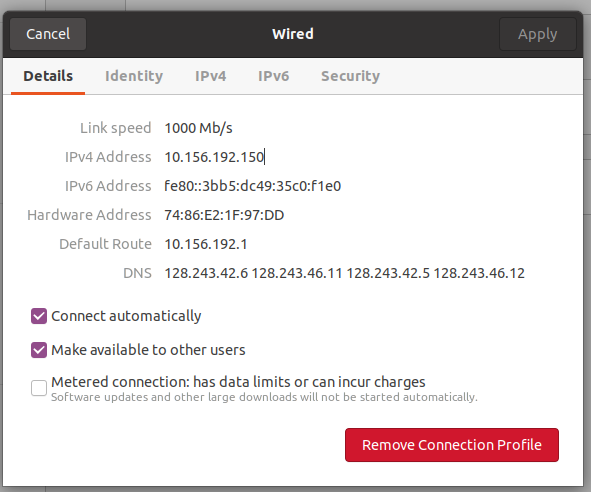 Cancel Wired Apply
Details Identity IPv4 IPv6 Security
Link speed 1000 Mb/s
IPv4 Address 10.156.192.150
IPv6 Address fe80::3bb5:dc49:35c0:f1e0
Hardware Address 74:86:E2:1F:97:DD
Default Route 10.156.192.1
DNS 128.243.42.6 128.243.46.11 128.243.42.5 128.243.46.12
Connect automatically
Make available to other users
Metered connection: has data limits or can incur charges
Software updates and other large downloads will not be started automatically.
Remove Connection Profile